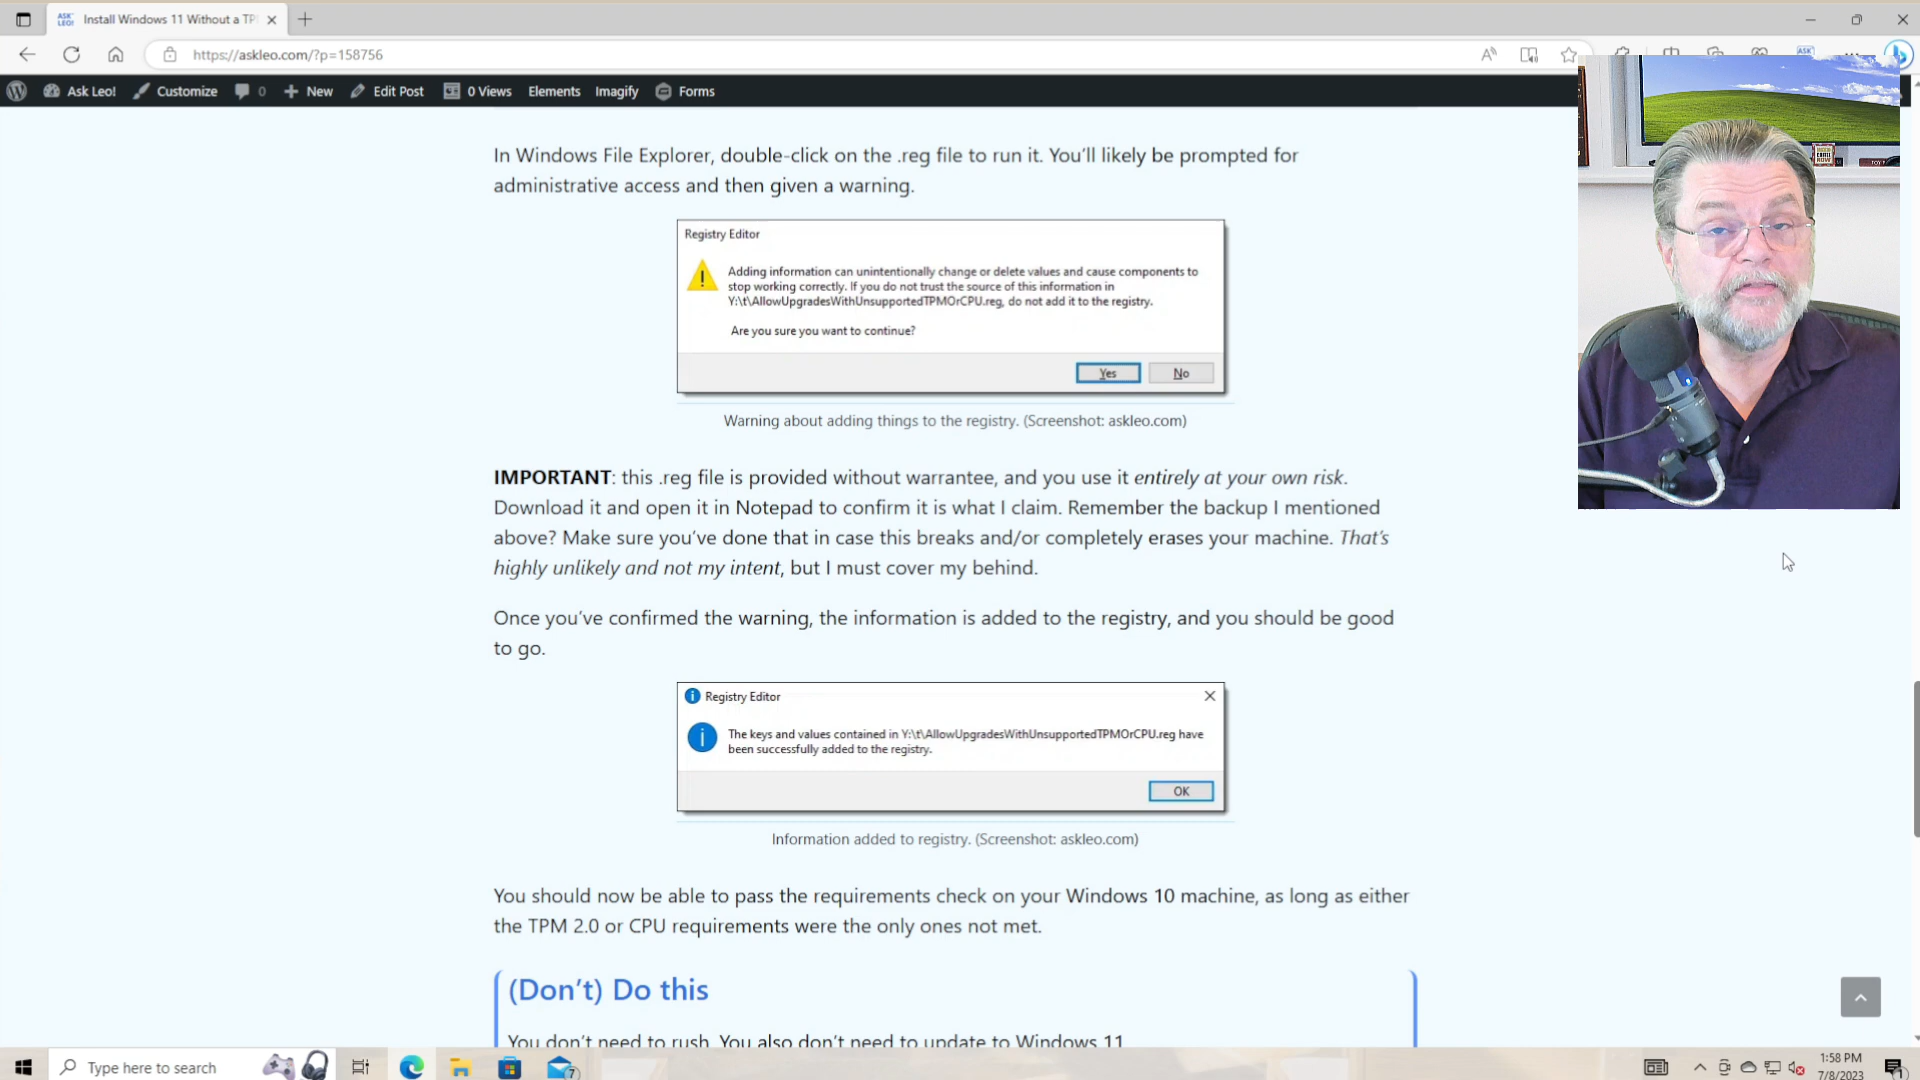 ASK LEO! Install Windows 11 Without a TP
https://askleo.com/?p=158756
Ask Leo! Customize 0 New Edit Post 0 Views Elements Imagify Forms
In Windows File Explorer, double-click on the .reg file to run it. You'll likely be prompted for
administrative access and then given a warning.
Registry Editor
Adding information can unintentionally change or delete values and cause components to
stop working correctly. If you do not trust the source of this information in
Y:\t\AllowUpgradesWithUnsupportedTPMOrCPU.reg, do not add it to the registry.
Are you sure you want to continue?
Yes No
Warning about adding things to the registry. (Screenshot: askleo.com)
IMPORTANT: this .reg file is provided without warrantee, and you use it entirely at your own risk.
Download it and open it in Notepad to confirm it is what I claim. Remember the backup I mentioned
above? Make sure you've done that in case this breaks and/or completely erases your machine. That's
highly unlikely and not my intent, but I must cover my behind.
Once you've confirmed the warning, the information is added to the registry, and you should be good
to go.
Registry Editor
The keys and values contained in Y:\t\AllowUpgradesWithUnsupportedTPMOrCPU.reg have
been successfully added to the registry.
OK
Information added to registry. (Screenshot: askleo.com)
You should now be able to pass the requirements check on your Windows 10 machine, as long as either
the TPM 2.0 or CPU requirements were the only ones not met.
(Don't) Do this
You don't need to rush. You also don't need to update to Windows 11
Type here to search
7
1:58 PM
7/8/2023
1